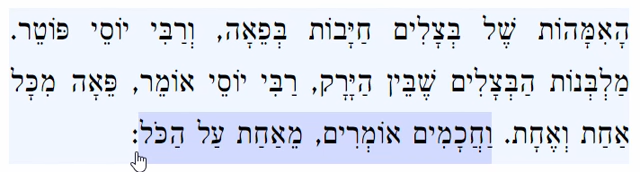 הָאִמָּהוֹת שֶׁל בְּצָלִים חַיָּבוֹת בְּפֵאָה, וְרַבִּי יוֹסֵי פּוֹטֵר.
מַלְבְּנוֹת הַבְּצָלִים שֶׁבֵּין הַיָּרָק, רַבִּי יוֹסֵי אוֹמֵר, פֵּאָה מִכָּל
אַחַת וְאֶחָת. וַחֲכָמִים אוֹמְרִים, מֵאַחַת עַל הַכֹּל: